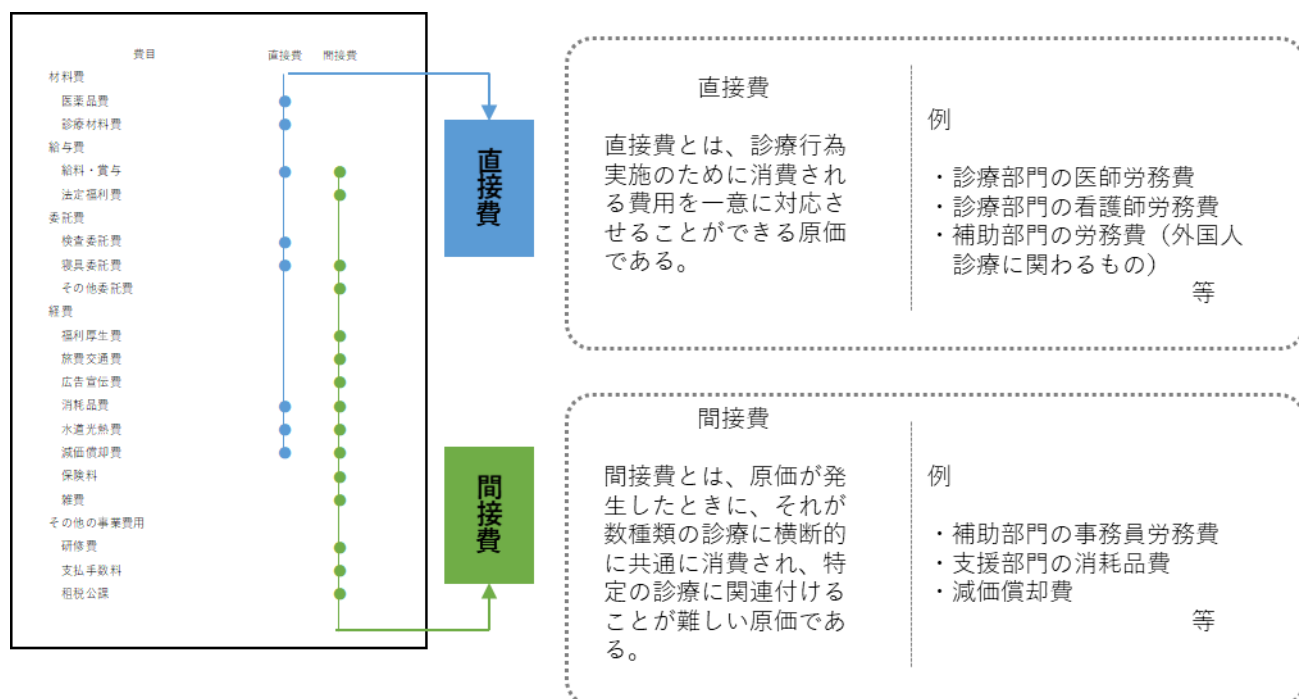 費目 直接費 間接費
材料費
医薬品費
診療材料費
給与費
給料・賞与
法定福利費
委託費
検査委託費
寝具委託費
その他委託費
経費
福利厚生費
旅費交通費
広告宣伝費
消耗品費
水道光熱費
減価償却費
保険料
雑費
その他の事業費用
研修費
支払手数料
租税公課
直接費
直接費
直接費とは、診療行為
実施のために消費され
る費用を一意に対応さ
せることができる原価
である。
例
・診療部門の医師労務費
・診療部門の看護師労務費
・補助部門の労務費（外国人
診療に関わるもの）
等
間接費
間接費
間接費とは、原価が発
生したときに、それが
数種類の診療に横断的
に共通に消費され、特
定の診療に関連付ける
ことが難しい原価であ
る。
例
・補助部門の事務員労務費
・支援部門の消耗品費
・減価償却費
等